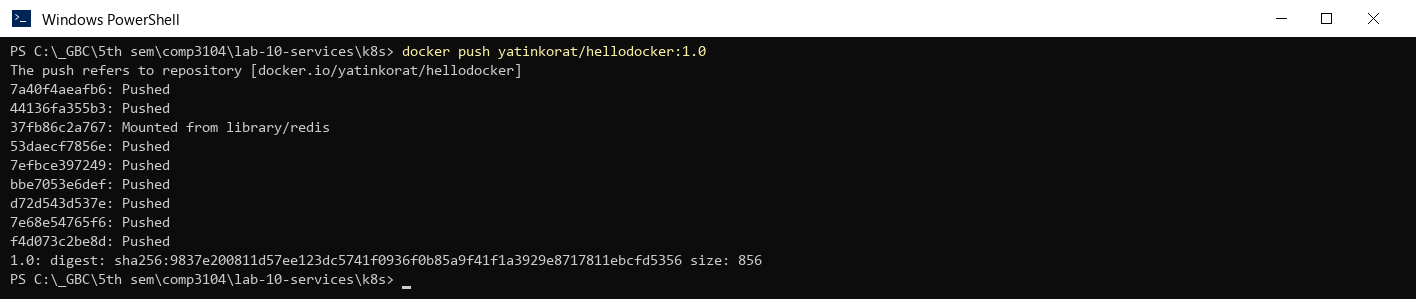 Windows PowerShell
PS C:\_GBC\5th sem\comp3104\lab-10-services\k8s> docker push yatinkorat/hellodocker:1.0
The push refers to repository [docker.io/yatinkorat/hellodocker]
7a40f4aeafb6: Pushed
44136fa355b3: Pushed
37fb86c2a767: Mounted from library/redis
53daecf7856e: Pushed
7efbce397249: Pushed
bbe7053e6def: Pushed
d72d543d537e: Pushed
7e68e54765f6: Pushed
f4d073c2be8d: Pushed
1.0: digest: sha256:9837e200811d57ee123dc5741f0936f0b85a9f41f1a3929e8717811ebcfd5356 size: 856
PS C:\_GBC\5th sem\comp3104\lab-10-services\k8s>